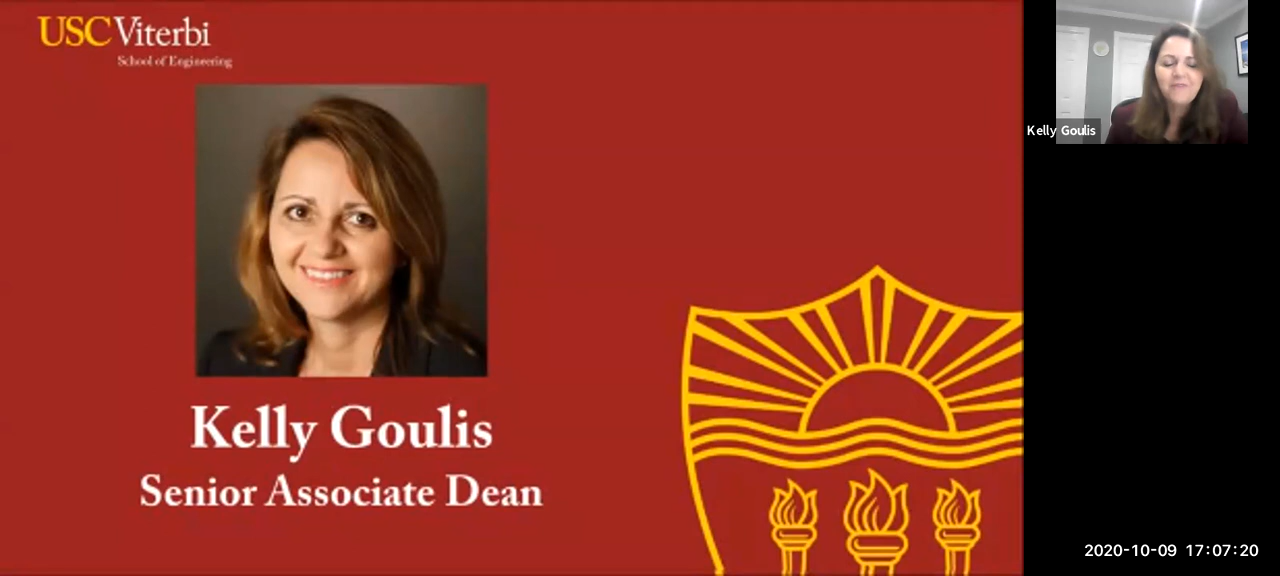 USC Viterbi
School of Engineering
Kelly Goulis
Senior Associate Dean
Kelly Goulis
2020-10-09 17:07:20